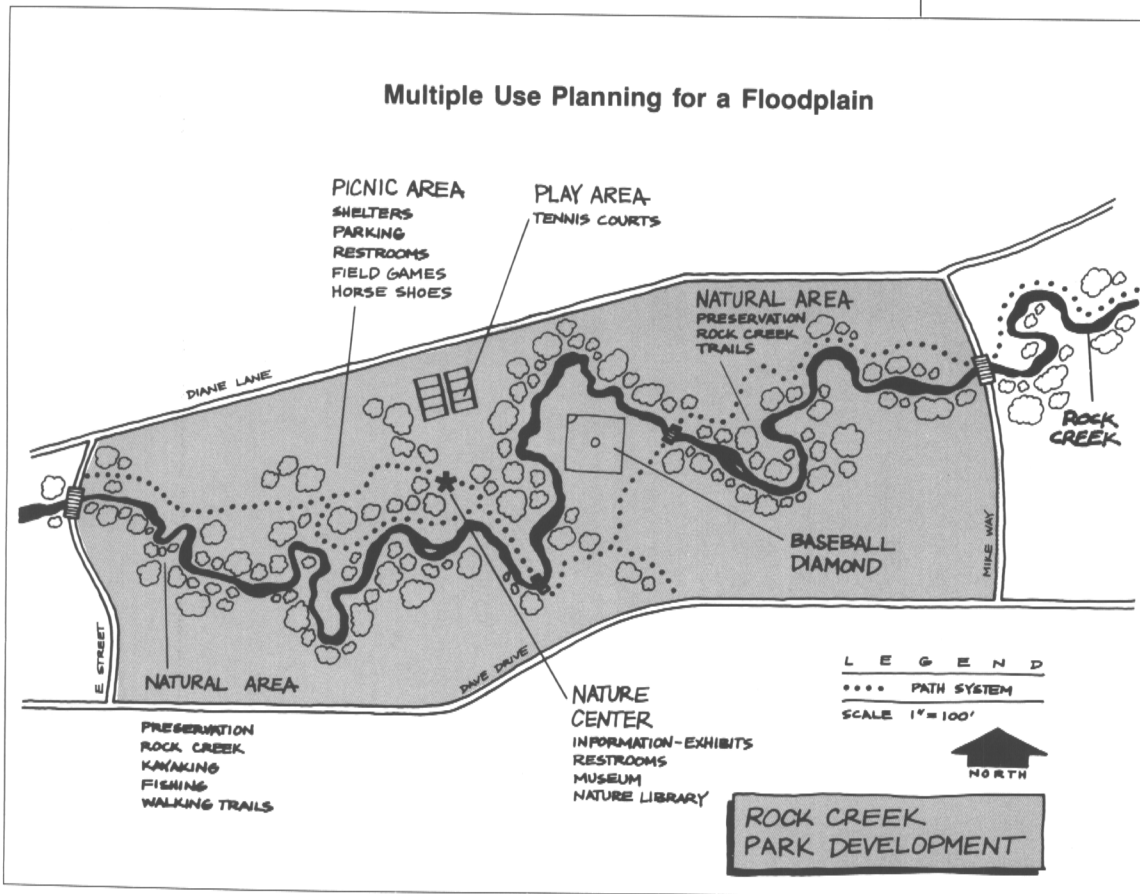 Multiple Use Planning for a Floodplain
PICNIC AREA
SHELTERS
PARKING
RESTROOMS
FIELD GAMES
HORSE SHOES
PLAY AREA
TENNIS COURTS
NATURAL AREA
PRESERVATION
ROCK CREEK
TRAILS
DIANE LANE
ROCK
CREEK
BASEBALL
DIAMOND
MIKE WAY
E STREET
DAVE DRIVE
NATURAL AREA
PRESERVATION
ROCK CREEK
KAYAKING
FISHING
WALKING TRAILS
NATURE
CENTER
INFORMATION-EXHIBITS
RESTROOMS
MUSEUM
NATURE LIBRARY
LEGEND
PATH SYSTEM
SCALE 1"=100'
NORTH
ROCK CREEK
PARK DEVELOPMENT